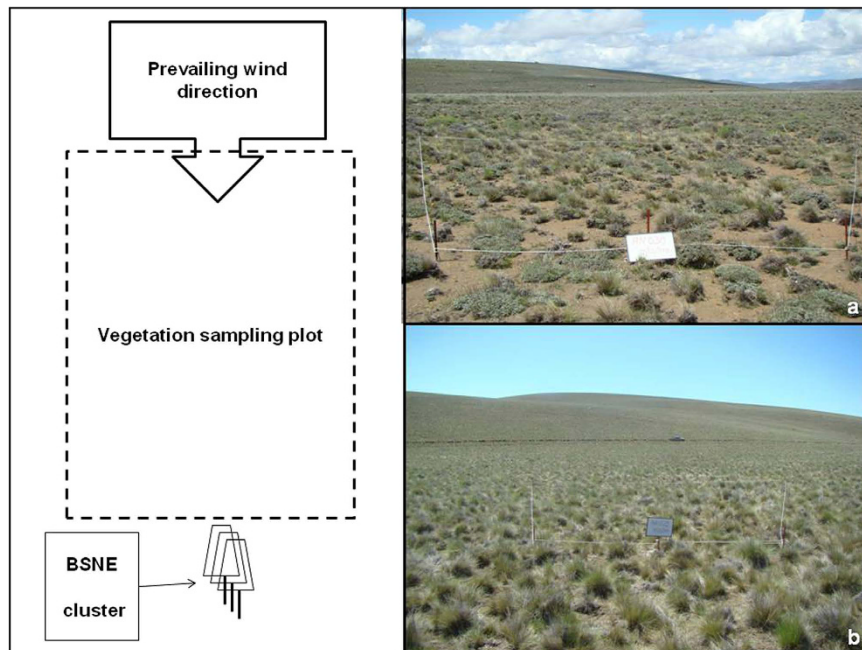 Prevailing wind
direction
Vegetation sampling plot
BSNE
cluster
a
b